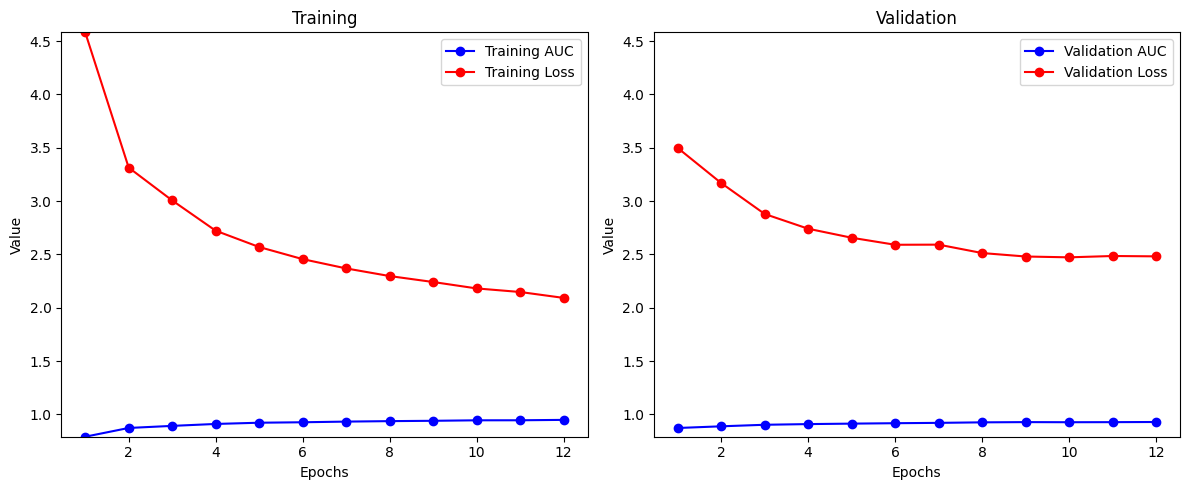 Training
Training AUC
Training Loss
Value
4.5
4.0
3.5
3.0
2.5
2.0
1.5
1.0
2 4 6 8 10 12
Epochs
Validation
Validation AUC
Validation Loss
Value
4.5
4.0
3.5
3.0
2.5
2.0
1.5
1.0
2 4 6 8 10 12
Epochs